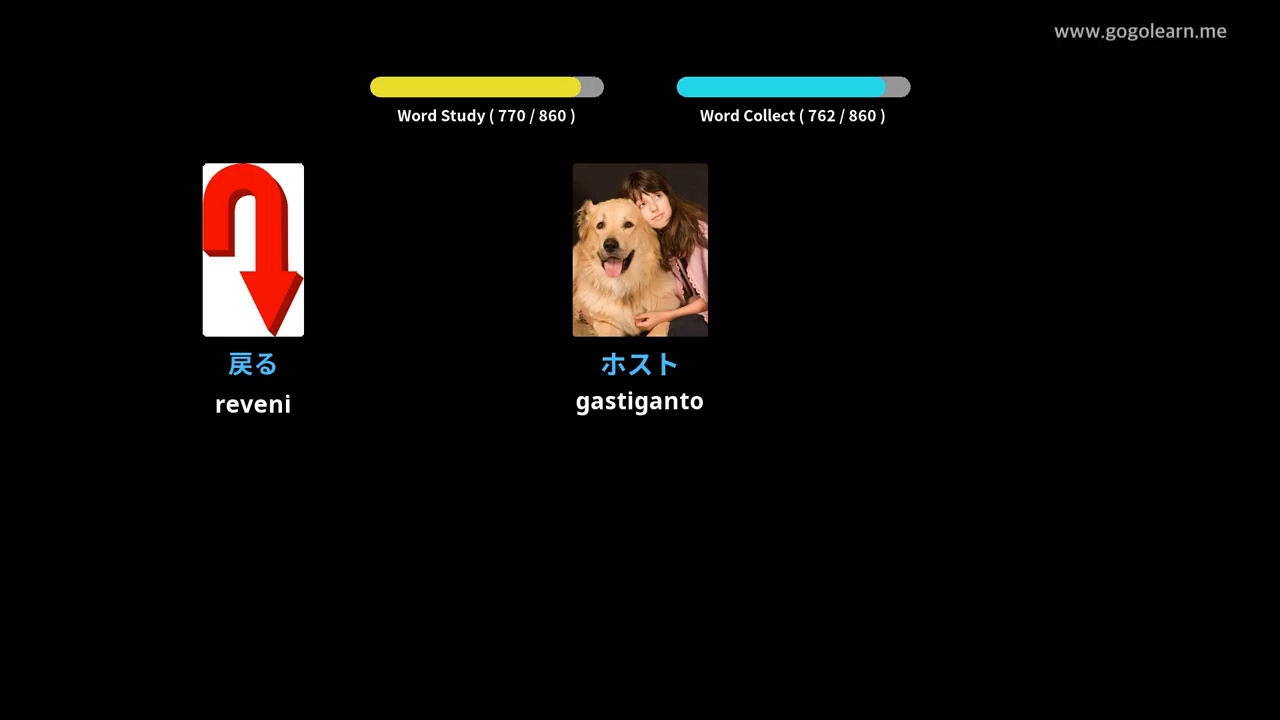 www.gogolearn.me
Word Study ( 770 / 860 )
Word Collect ( 762 / 860 )
戻る
reveni
ホスト
gastiganto